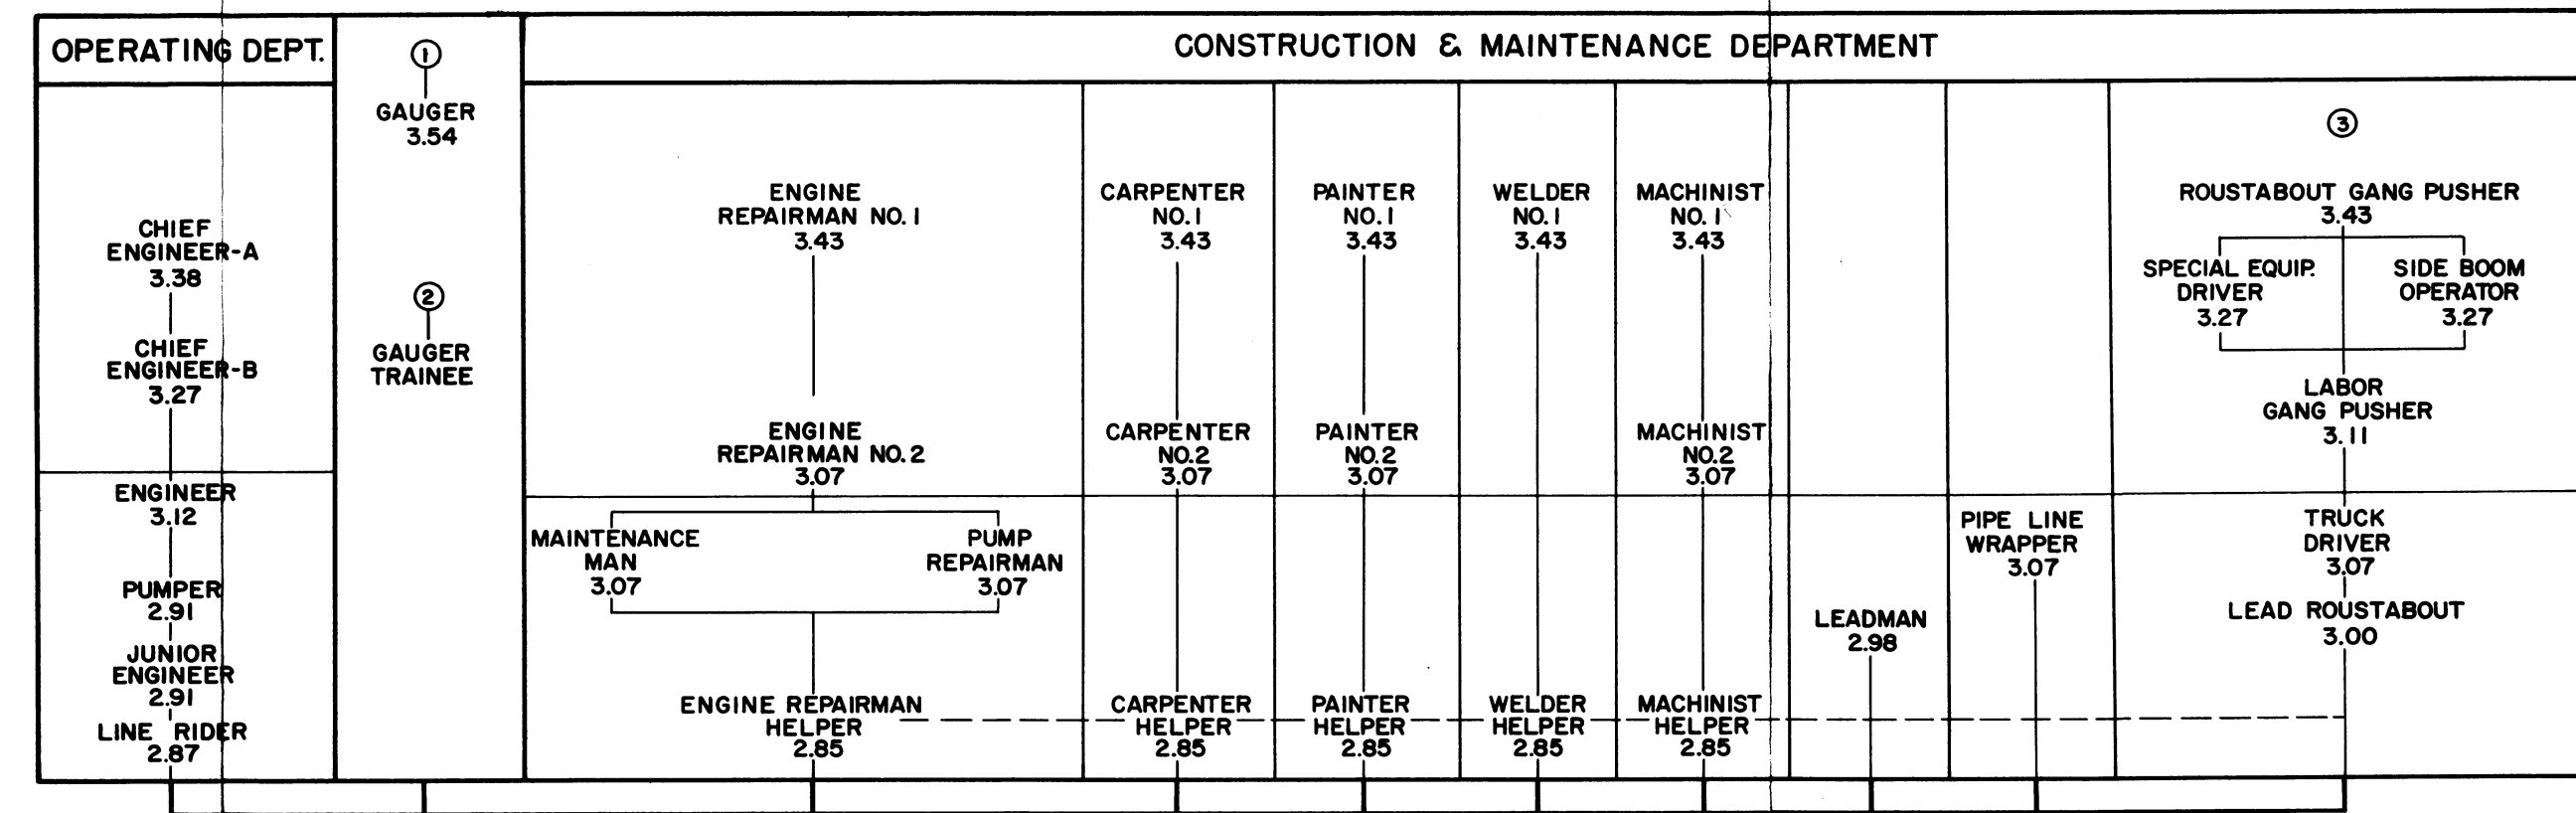 OPERATING DEPT.
CHIEF
ENGINEER-A
3.38
CHIEF
ENGINEER-B
3.27
ENGINEER
3.12
PUMPER
2.91
JUNIOR
ENGINEER
2.91
LINE RIDER
2.87
1
GAUGER
3.54
2
GAUGER
TRAINEE
CONSTRUCTION & MAINTENANCE DEPARTMENT
ENGINE
REPAIRMAN NO. 1
3.43
ENGINE
REPAIRMAN NO. 2
3.07
MAINTENANCE
MAN
3.07
PUMP
REPAIRMAN
3.07
ENGINE REPAIRMAN
HELPER
2.85
CARPENTER
NO. 1
3.43
CARPENTER
NO. 2
3.07
CARPENTER
HELPER
2.85
PAINTER
NO. 1
3.43
PAINTER
NO. 2
3.07
PAINTER
HELPER
2.85
WELDER
NO. 1
3.43
WELDER
HELPER
2.85
MACHINIST
NO. 1
3.43
MACHINIST
NO. 2
3.07
MACHINIST
HELPER
2.85
LEADMAN
2.98
PIPE LINE
WRAPPER
3.07
3
ROUSTABOUT GANG PUSHER
3.43
SPECIAL EQUIP.
DRIVER
3.27
SIDE BOOM
OPERATOR
3.27
LABOR
GANG PUSHER
3.11
TRUCK
DRIVER
3.07
LEAD ROUSTABOUT
3.00